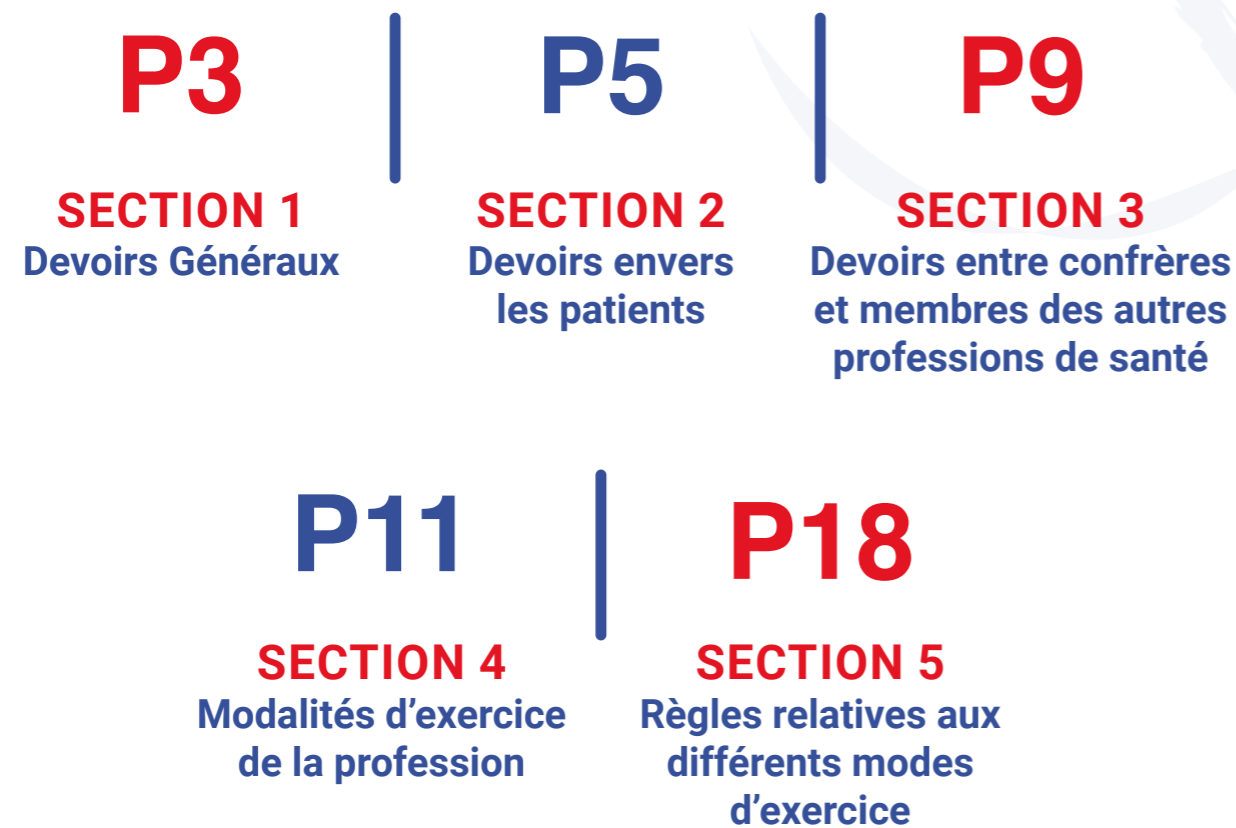 P3
SECTION 1
Devoirs Généraux
P5
SECTION 2
Devoirs envers
les patients
P9
SECTION 3
Devoirs entre confrères
et membres des autres
professions de santé
P11
SECTION 4
Modalités d’exercice
de la profession
P18
SECTION 5
Règles relatives aux
différents modes
d’exercice